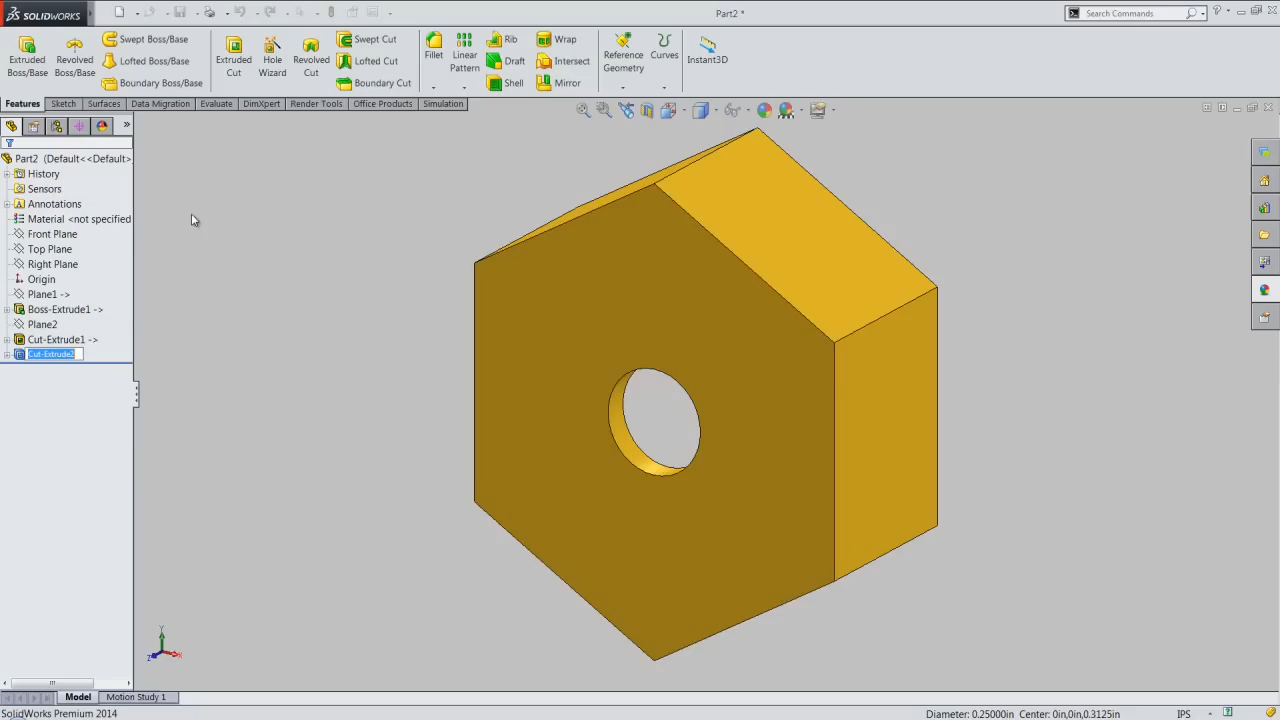 SOLIDWORKS
Part2 *
Search Commands
Extruded Boss/Base
Revolved Boss/Base
Swept Boss/Base
Lofted Boss/Base
Boundary Boss/Base
Extruded Cut
Hole Wizard
Revolved Cut
Swept Cut
Lofted Cut
Boundary Cut
Fillet
Linear Pattern
Rib
Draft
Shell
Wrap
Intersect
Mirror
Reference Geometry
Curves
Instant3D
Features
Sketch
Surfaces
Data Migration
Evaluate
DimXpert
Render Tools
Office Products
Simulation
Part2 (Default<<Default>
History
Sensors
Annotations
Material <not specified
Front Plane
Top Plane
Right Plane
Origin
Plane1 ->
Boss-Extrude1 ->
Plane2
Cut-Extrude1 ->
Cut-Extrude2
Y
Z
X
Model
Motion Study 1
SolidWorks Premium 2014
Diameter: 0.25000in Center: 0in,0in,0.3125in
IPS